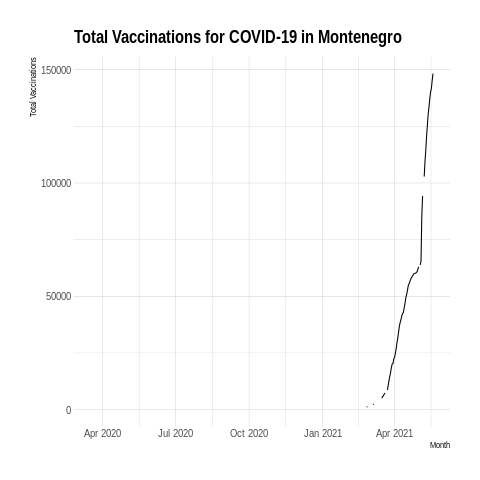 Total Vaccinations for COVID-19 in Montenegro
Total Vaccinations
150000
100000
50000
0
Apr 2020 Jul 2020 Oct 2020 Jan 2021 Apr 2021
Month